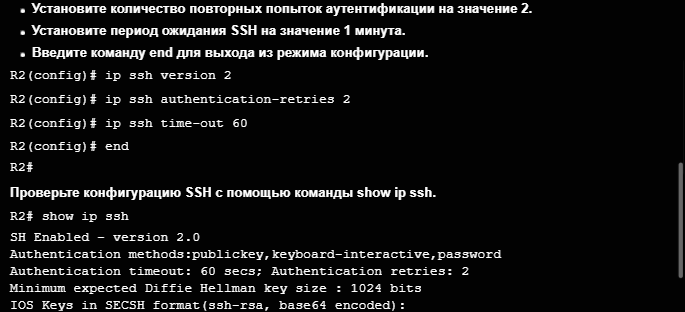 • Установите количество повторных попыток аутентификации на значение 2.
• Установите период ожидания SSH на значение 1 минута.
• Введите команду end для выхода из режима конфигурации.
R2(config)# ip ssh version 2
R2(config)# ip ssh authentication-retries 2
R2(config)# ip ssh time-out 60
R2(config)# end
R2#
Проверьте конфигурацию SSH с помощью команды show ip ssh.
R2# show ip ssh
SH Enabled - version 2.0
Authentication methods:publickey,keyboard-interactive,password
Authentication timeout: 60 secs; Authentication retries: 2
Minimum expected Diffie Hellman key size : 1024 bits
IOS Keys in SECSH format(ssh-rsa, base64 encoded):